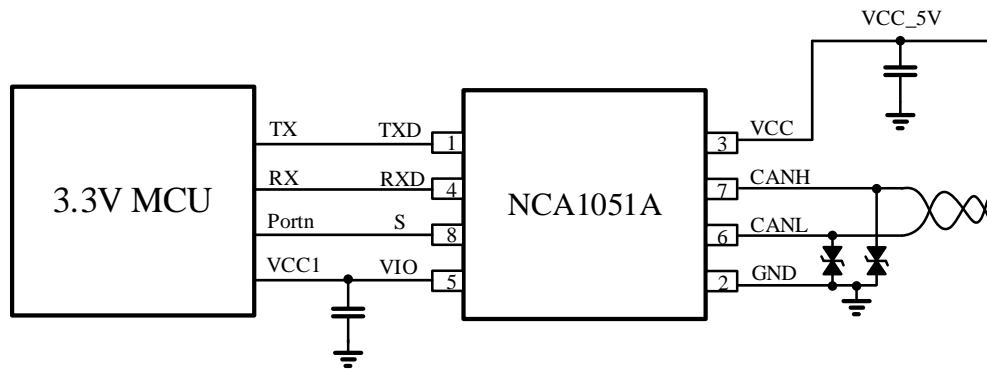 VCC_5V
TX TXD 1
3 VCC
RX RXD 4
7 CANH
3.3V MCU
NCA1051A
Portn S 8
6 CANL
VCC1 VIO 5
2 GND